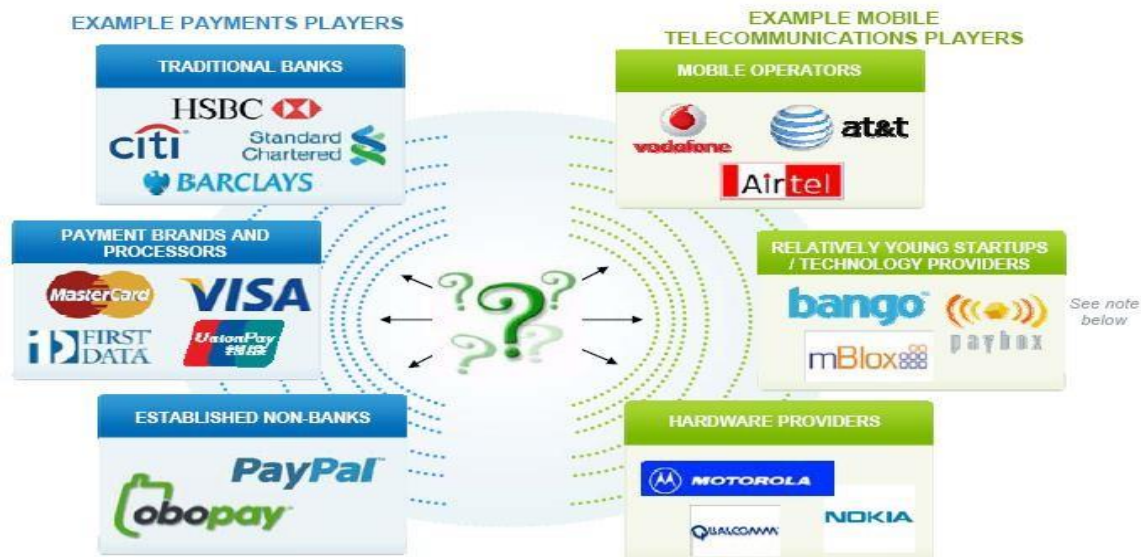 EXAMPLE PAYMENTS PLAYERS
TRADITIONAL BANKS
HSBC
citi
Standard
Chartered
BARCLAYS
PAYMENT BRANDS AND
PROCESSORS
MasterCard
VISA
FIRST
DATA
UnionPay
银联
ESTABLISHED NON-BANKS
PayPal™
obopay
EXAMPLE MOBILE
TELECOMMUNICATIONS PLAYERS
MOBILE OPERATORS
vodafone
at&t
Airtel
RELATIVELY YOUNG STARTUPS
/ TECHNOLOGY PROVIDERS
bango™
paybox
mBlox
See note
below
HARDWARE PROVIDERS
MOTOROLA
QUALCOMM
NOKIA
? ? ? ? ?